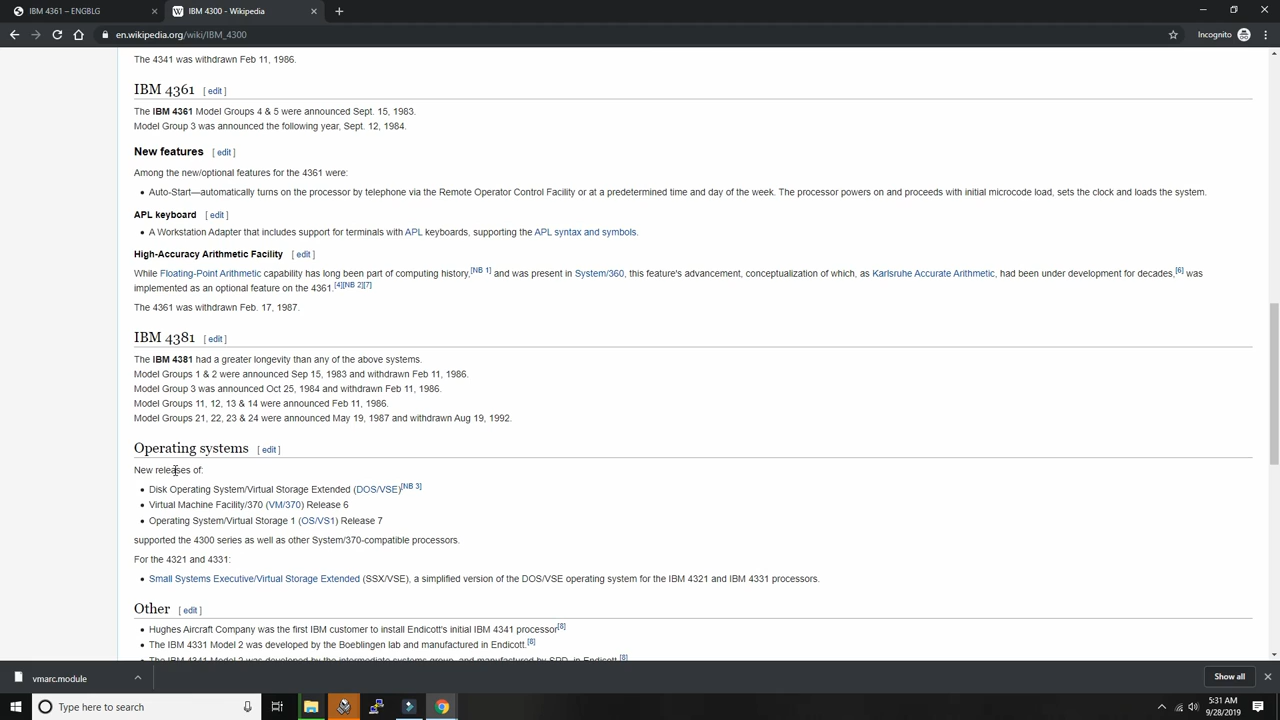 IBM 4361 – ENGBLG
IBM 4300 - Wikipedia
en.wikipedia.org/wiki/IBM_4300
Incognito
The 4341 was withdrawn Feb 11, 1986.
IBM 4361 [ edit ]
The IBM 4361 Model Groups 4 & 5 were announced Sept. 15, 1983.
Model Group 3 was announced the following year, Sept. 12, 1984.
New features [ edit ]
Among the new/optional features for the 4361 were:
• Auto-Start—automatically turns on the processor by telephone via the Remote Operator Control Facility or at a predetermined time and day of the week. The processor powers on and proceeds with initial microcode load, sets the clock and loads the system.
APL keyboard [ edit ]
• A Workstation Adapter that includes support for terminals with APL keyboards, supporting the APL syntax and symbols.
High-Accuracy Arithmetic Facility [ edit ]
While Floating-Point Arithmetic capability has long been part of computing history,[NB 1] and was present in System/360, this feature's advancement, conceptualization of which, as Karlsruhe Accurate Arithmetic, had been under development for decades,[6] was
implemented as an optional feature on the 4361.[4][NB 2][7]
The 4361 was withdrawn Feb. 17, 1987.
IBM 4381 [ edit ]
The IBM 4381 had a greater longevity than any of the above systems.
Model Groups 1 & 2 were announced Sep 15, 1983 and withdrawn Feb 11, 1986.
Model Group 3 was announced Oct 25, 1984 and withdrawn Feb 11, 1986.
Model Groups 11, 12, 13 & 14 were announced Feb 11, 1986.
Model Groups 21, 22, 23 & 24 were announced May 19, 1987 and withdrawn Aug 19, 1992.
Operating systems [ edit ]
New releases of:
• Disk Operating System/Virtual Storage Extended (DOS/VSE)[NB 3]
• Virtual Machine Facility/370 (VM/370) Release 6
• Operating System/Virtual Storage 1 (OS/VS1) Release 7
supported the 4300 series as well as other System/370-compatible processors.
For the 4321 and 4331:
• Small Systems Executive/Virtual Storage Extended (SSX/VSE), a simplified version of the DOS/VSE operating system for the IBM 4321 and IBM 4331 processors.
Other [ edit ]
• Hughes Aircraft Company was the first IBM customer to install Endicott's initial IBM 4341 processor[8]
• The IBM 4331 Model 2 was developed by the Boeblingen lab and manufactured in Endicott.[8]
• The IBM 4341 Model 2 was developed by the intermediate systems group, and manufactured by SPD, in Endicott.[8]
vmarc.module
Show all
Type here to search
5:31 AM
9/28/2019